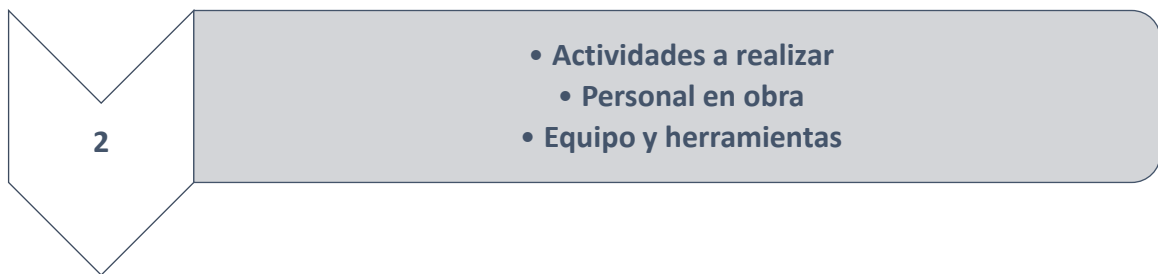 2
• Actividades a realizar
• Personal en obra
• Equipo y herramientas